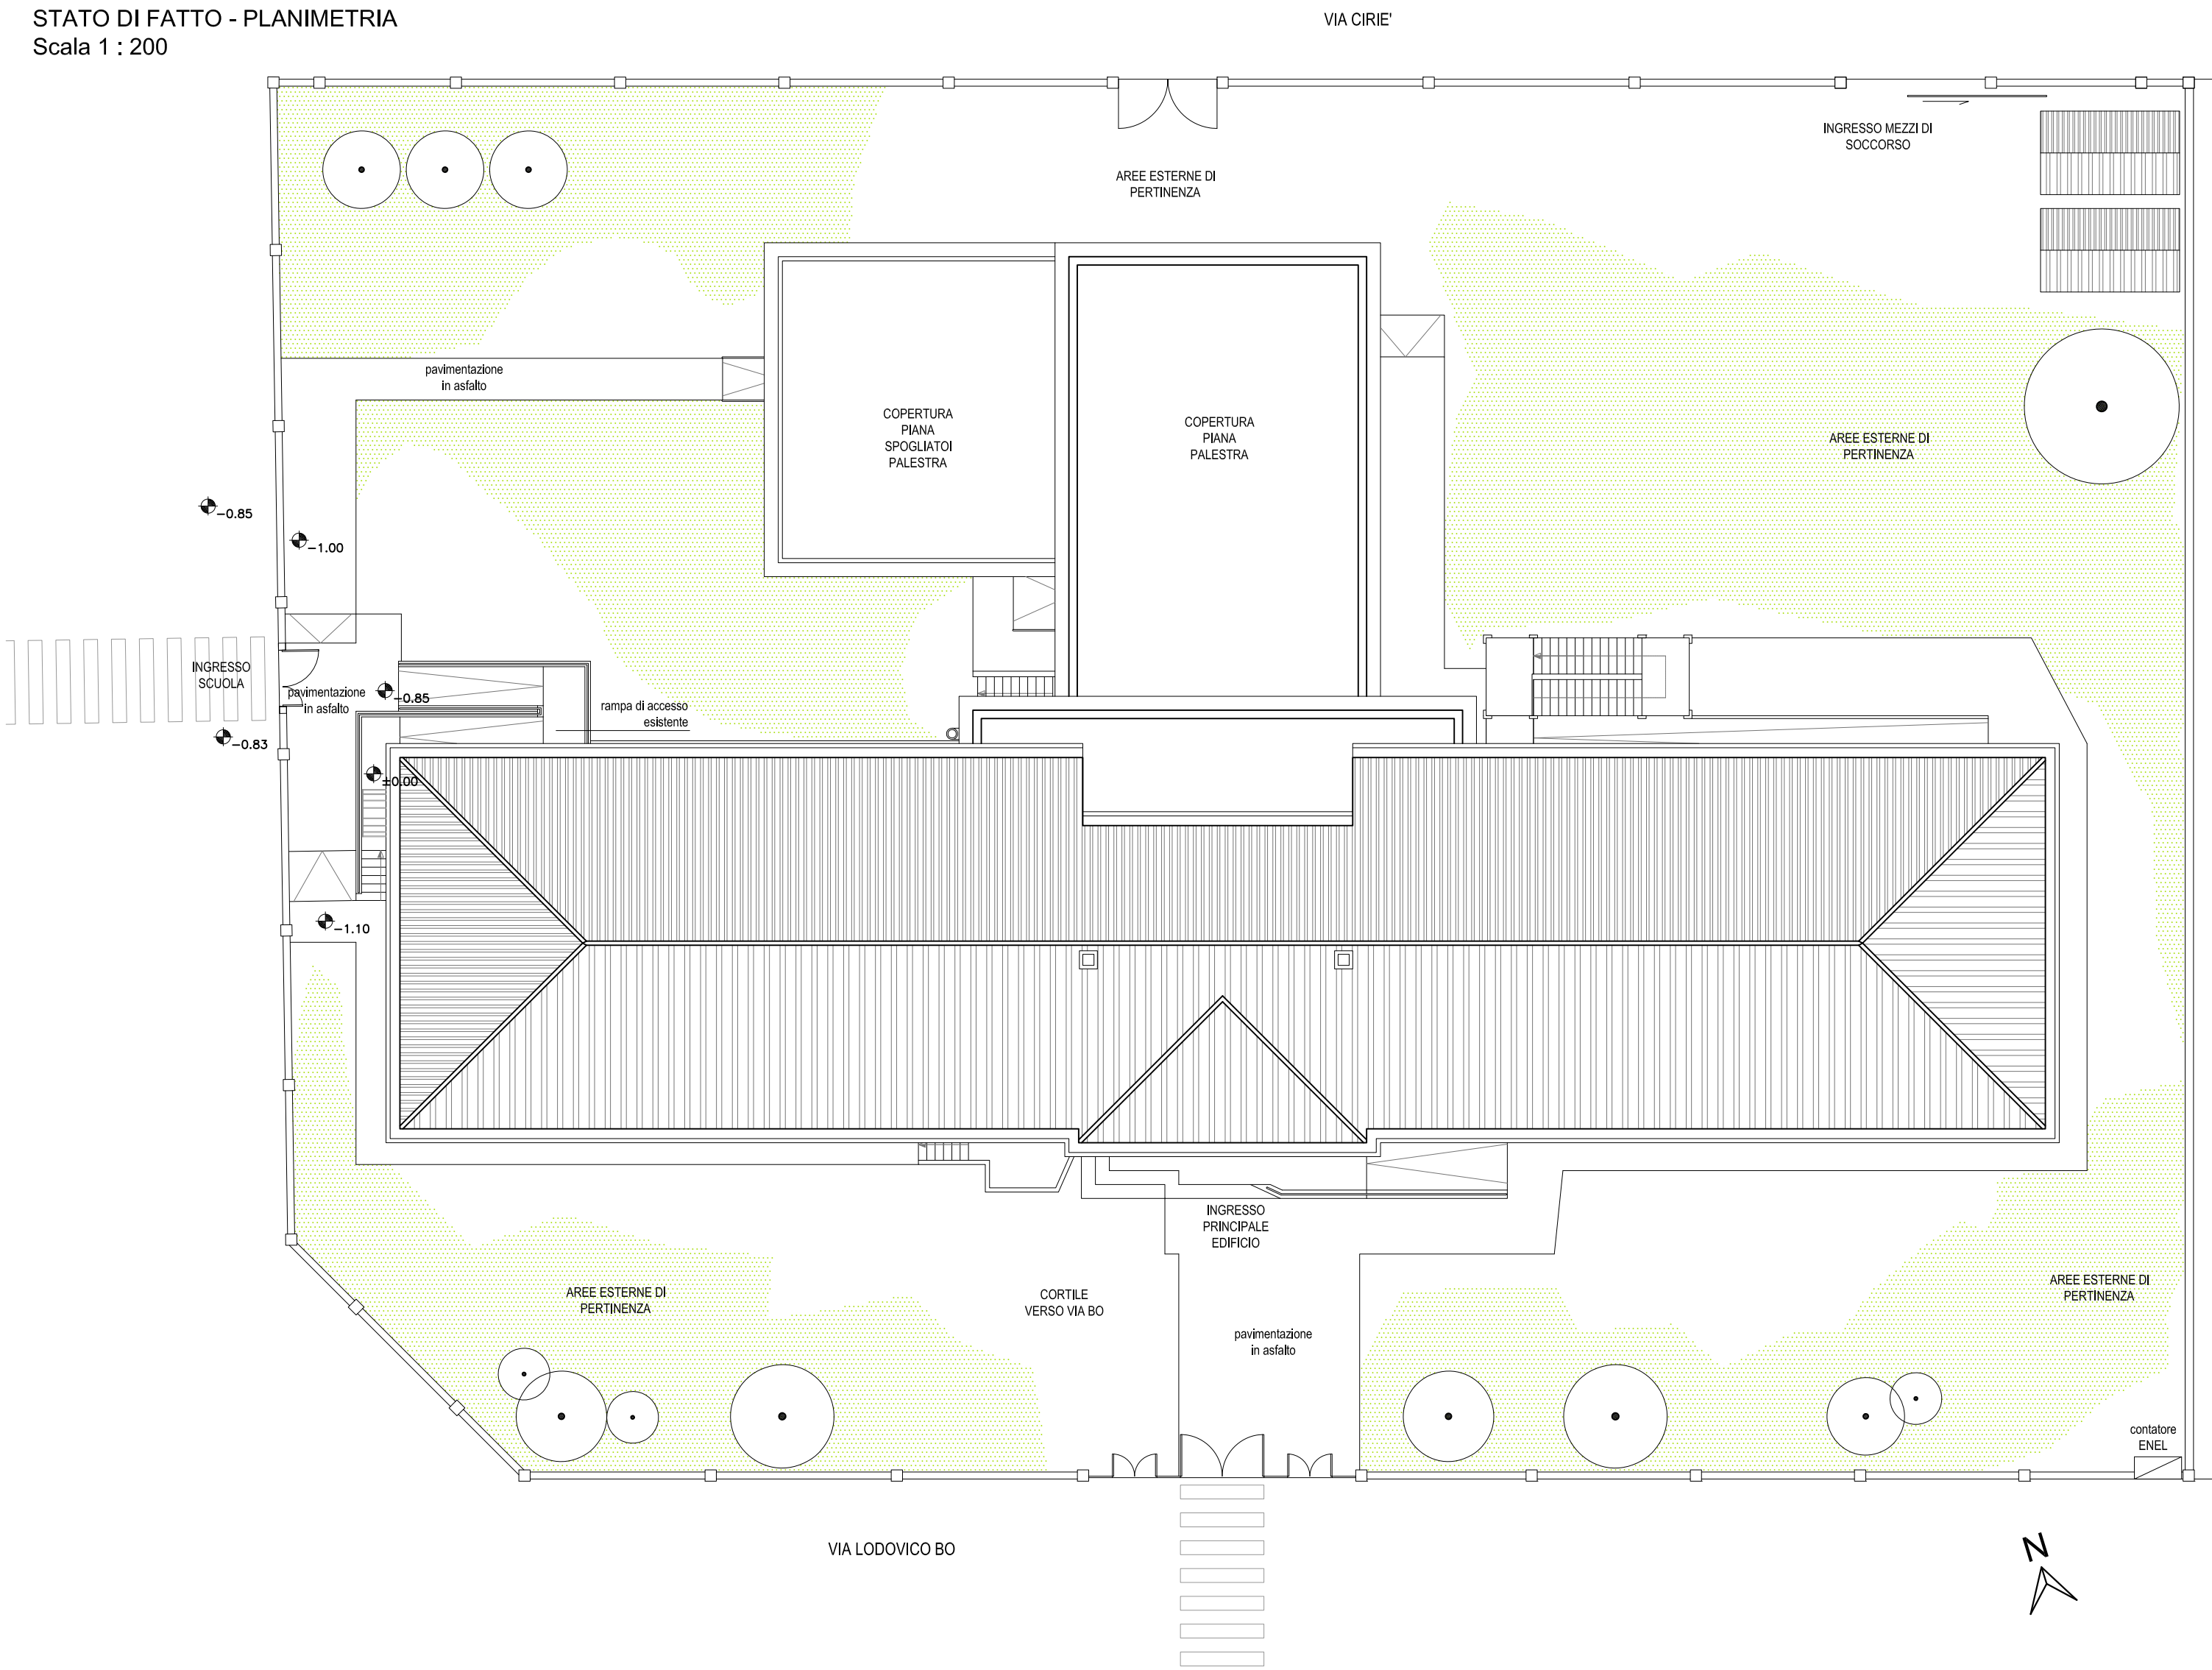 STATO DI FATTO - PLANIMETRIA
Scala 1 : 200
VIA CIRIE'
INGRESSO MEZZI DI
SOCCORSO
AREE ESTERNE DI
PERTINENZA
pavimentazione
in asfalto
COPERTURA
PIANA
SPOGLIATOI
PALESTRA
COPERTURA
PIANA
PALESTRA
AREE ESTERNE DI
PERTINENZA
-0.85
-1.00
INGRESSO
SCUOLA
pavimentazione
in asfalto
-0.85
rampa di accesso
esistente
-0.83
±0.00
-1.10
INGRESSO
PRINCIPALE
EDIFICIO
AREE ESTERNE DI
PERTINENZA
CORTILE
VERSO VIA BO
AREE ESTERNE DI
PERTINENZA
pavimentazione
in asfalto
contatore
ENEL
VIA LODOVICO BO
N